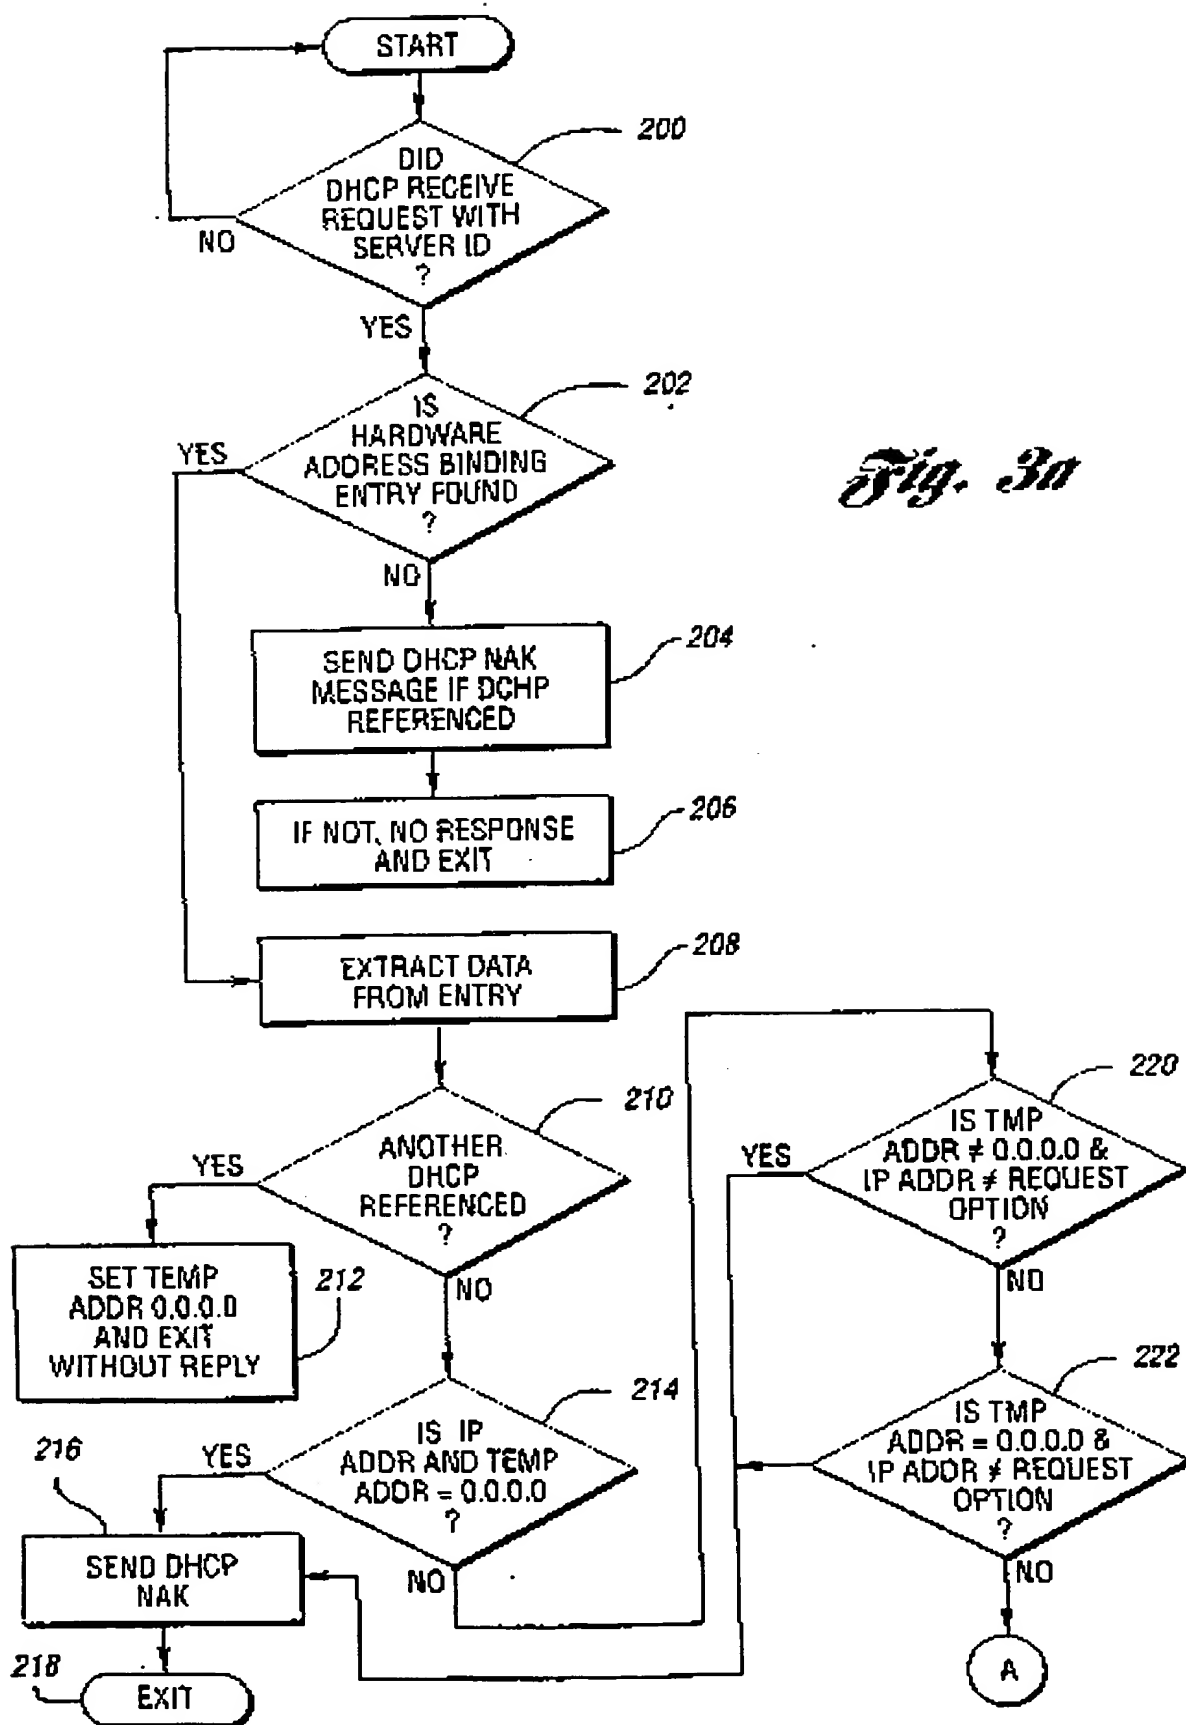 START
200
DID
DHCP RECEIVE
REQUEST WITH
SERVER ID
?
NO
YES
202
IS
HARDWARE
ADDRESS BINDING
ENTRY FOUND
?
YES
NO
Fig. 3a
204
SEND DHCP NAK
MESSAGE IF DCHP
REFERENCED
206
IF NOT, NO RESPONSE
AND EXIT
208
EXTRACT DATA
FROM ENTRY
210
ANOTHER
DHCP
REFERENCED
?
YES
NO
212
SET TEMP
ADDR 0.0.0.0
AND EXIT
WITHOUT REPLY
214
IS IP
ADDR AND TEMP
ADDR = 0.0.0.0
?
YES
NO
216
SEND DHCP
NAK
218
EXIT
220
IS TMP
ADDR ≠ 0.0.0.0 &
IP ADDR ≠ REQUEST
OPTION
?
YES
NO
222
IS TMP
ADDR = 0.0.0.0 &
IP ADDR ≠ REQUEST
OPTION
?
NO
A